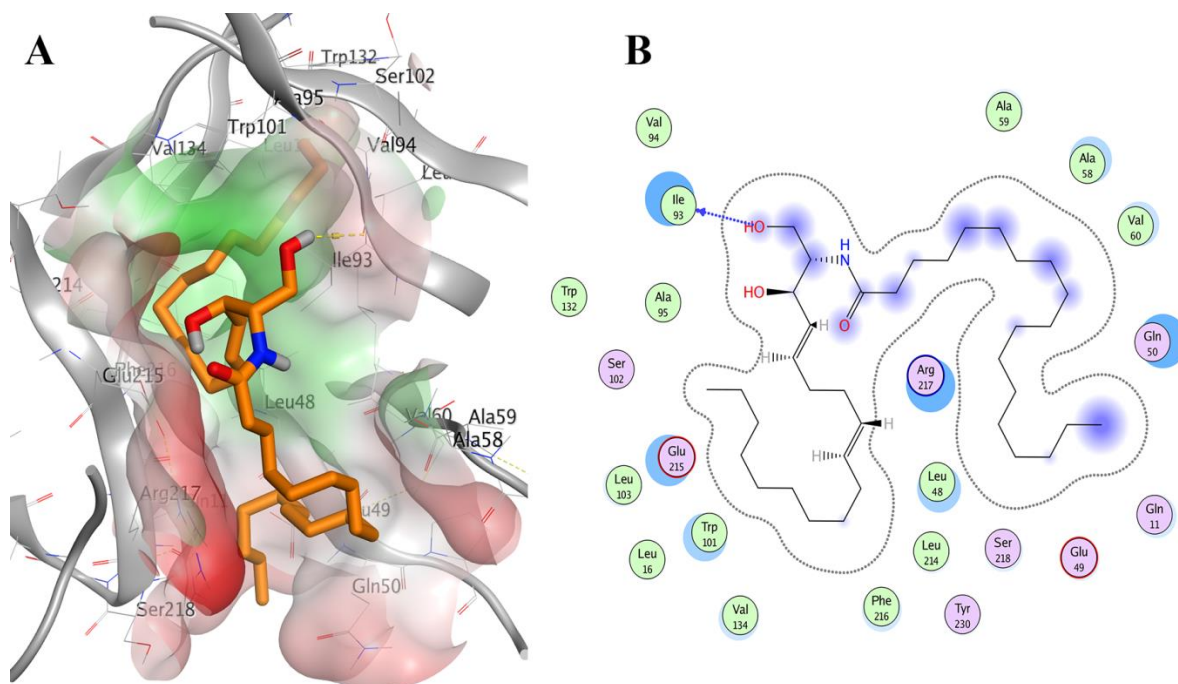 A
Trp132
Ser102
Ala95
Trp101
Val134
Val94
Ile93
214
Glu215
Leu48
Val60
Ala59
Ala58
Arg217
Gln50
Ser218
B
Ala
59
Val
94
Ala
58
Ile
93
HO
H
N
Val
60
HO
O
Trp
132
Ala
95
H
Gln
50
H
Ser
102
Arg
217
H
Glu
215
H
Leu
103
Leu
48
Gln
11
Trp
101
Leu
16
Leu
214
Ser
218
Glu
49
Val
134
Phe
216
Tyr
230